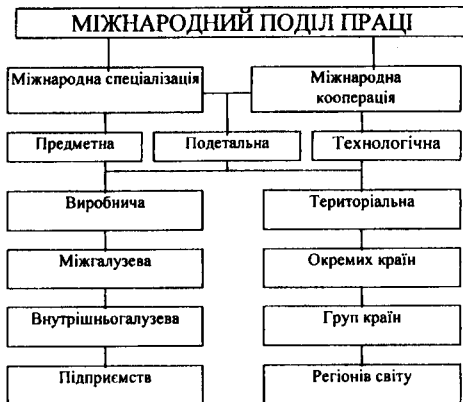 МІЖНАРОДНИЙ ПОДІЛ ПРАЦІ
Міжнародна спеціалізація
Міжнародна
кооперація
Предметна
Подетальна
Технологічна
Виробнича
Територіальна
Міжгалузева
Окремих країн
Внутрішньогалузева
Груп країн
Підприємств
Регіонів світу